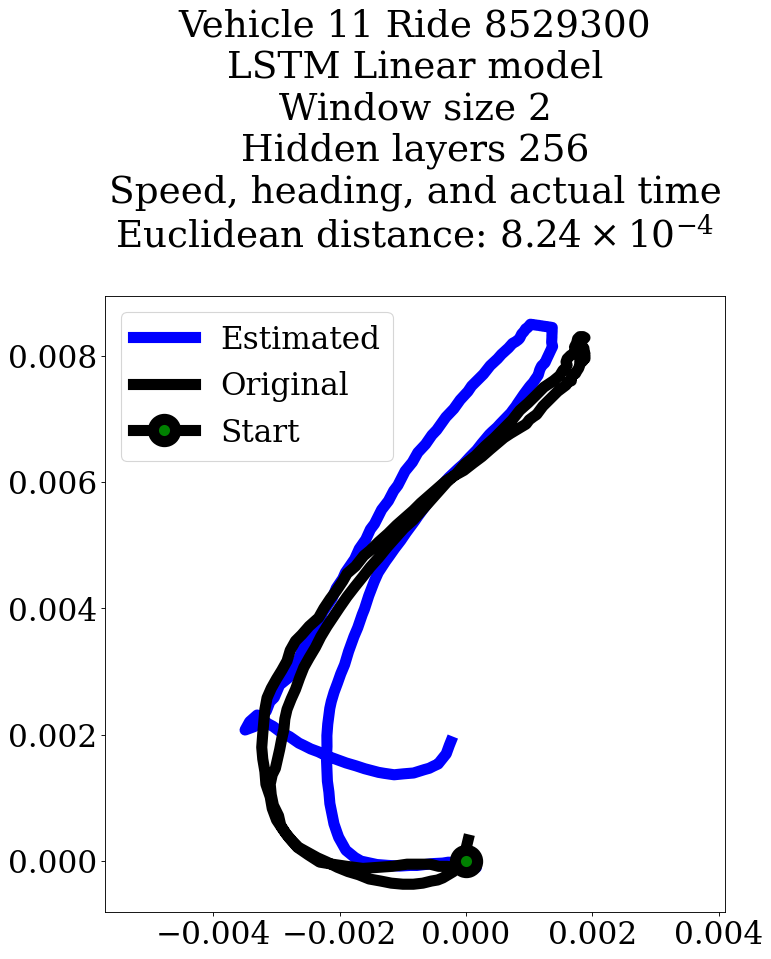 Vehicle 11 Ride 8529300
LSTM Linear model
Window size 2
Hidden layers 256
Speed, heading, and actual time
Euclidean distance: 8.24 × 10⁻⁴
Estimated
Original
Start
0.008
0.006
0.004
0.002
0.000
−0.004 −0.002 0.000 0.002 0.004